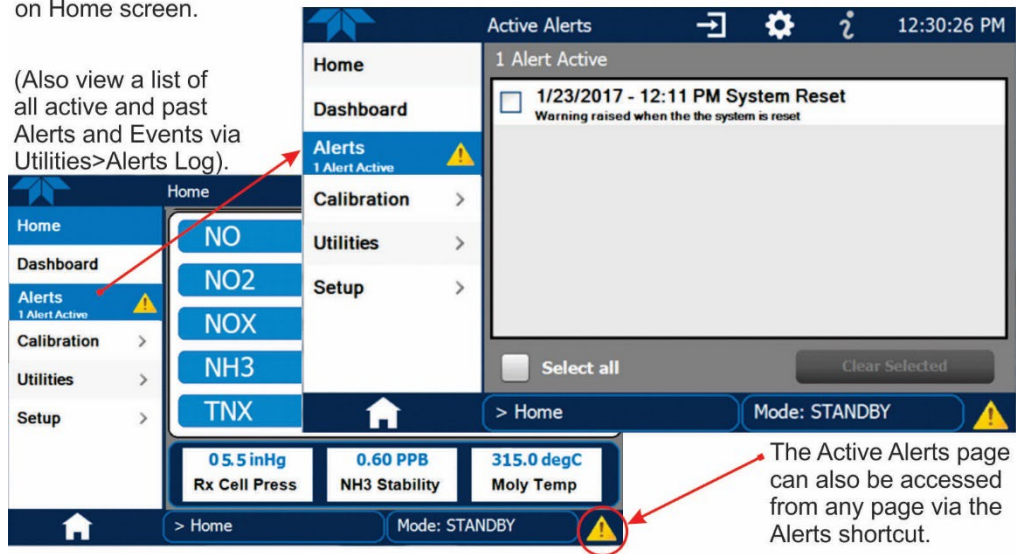 on Home screen.
(Also view a list of
all active and past
Alerts and Events via
Utilities>Alerts Log).
Active Alerts
12:30:26 PM
Home
Dashboard
Alerts
1 Alert Active
Calibration >
Utilities >
Setup >
1 Alert Active
1/23/2017 - 12:11 PM System Reset
Warning raised when the the system is reset
Select all
Clear Selected
> Home
Mode: STANDBY
Home
Home
Dashboard
Alerts
1 Alert Active
Calibration >
Utilities >
Setup >
NO
NO2
NOX
NH3
TNX
05.5 inHg
Rx Cell Press
0.60 PPB
NH3 Stability
315.0 degC
Moly Temp
> Home
Mode: STANDBY
The Active Alerts page
can also be accessed
from any page via the
Alerts shortcut.